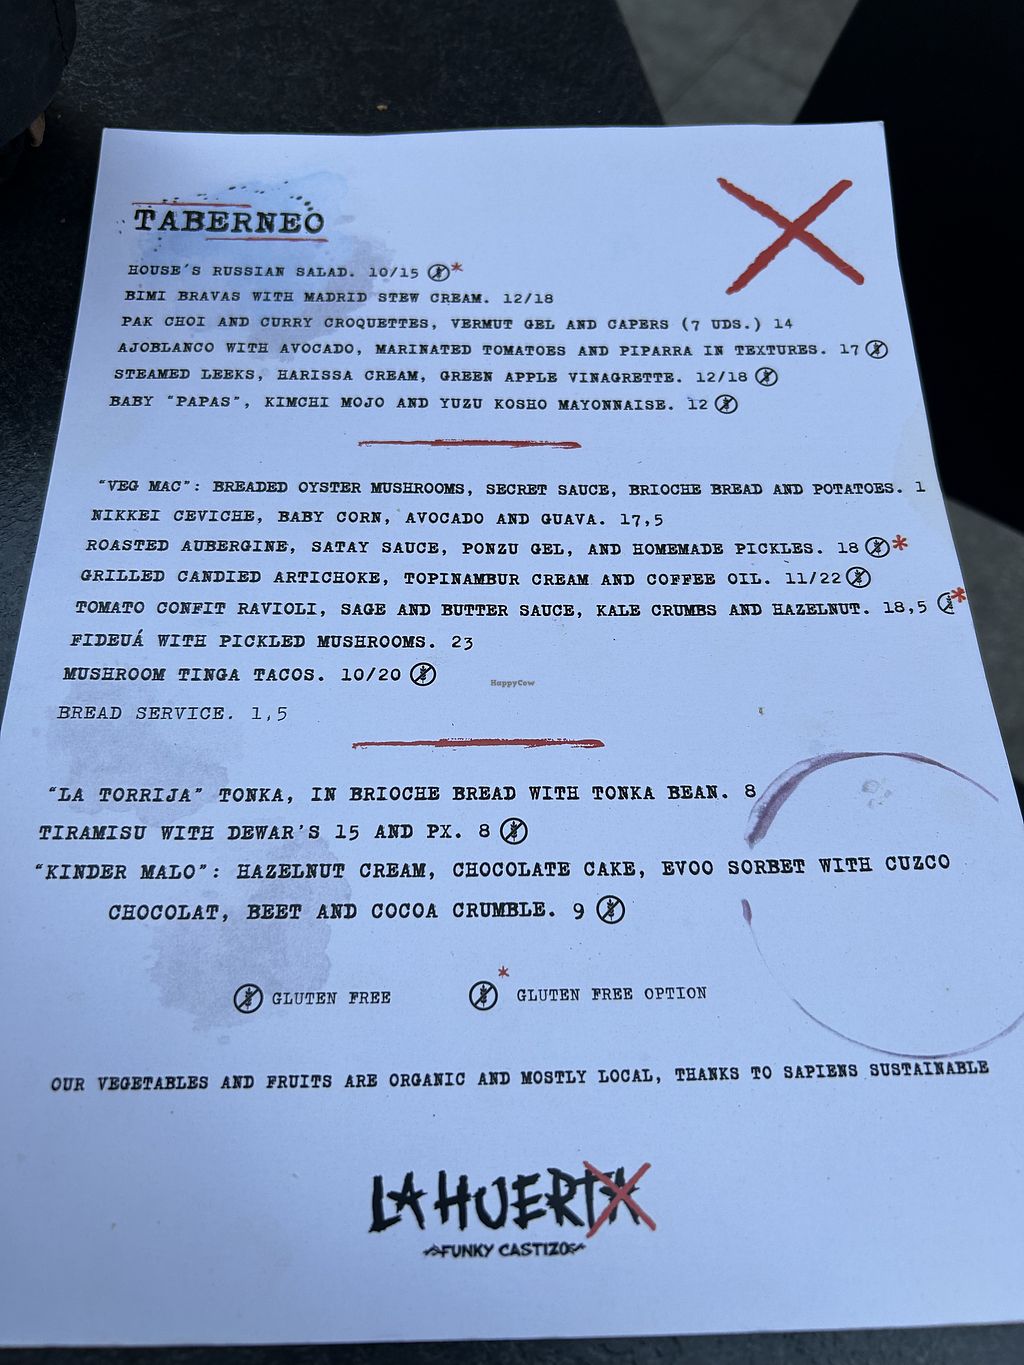 TABERNEO
HOUSE'S RUSSIAN SALAD. 10/15 *
BIMI BRAVAS WITH MADRID STEW CREAM. 12/18
PAK CHOI AND CURRY CROQUETTES, VERMUT GEL AND CAPERS (7 UDS.) 14
AJOBLANCO WITH AVOCADO, MARINATED TOMATOES AND PIPARRA IN TEXTURES. 17
STEAMED LEEKS, HARISSA CREAM, GREEN APPLE VINAGRETTE. 12/18
BABY "PAPAS", KIMCHI MOJO AND YUZU KOSHO MAYONNAISE. 12
"VEG MAC": BREADED OYSTER MUSHROOMS, SECRET SAUCE, BRIOCHE BREAD AND POTATOES. 1
NIKKEI CEVICHE, BABY CORN, AVOCADO AND GUAVA. 17,5
ROASTED AUBERGINE, SATAY SAUCE, PONZU GEL, AND HOMEMADE PICKLES. 18 *
GRILLED CANDIED ARTICHOKE, TOPINAMBUR CREAM AND COFFEE OIL. 11/22
TOMATO CONFIT RAVIOLI, SAGE AND BUTTER SAUCE, KALE CRUMBS AND HAZELNUT. 18,5 *
FIDEUÁ WITH PICKLED MUSHROOMS. 23
MUSHROOM TINGA TACOS. 10/20
HappyCow
BREAD SERVICE. 1,5
"LA TORRIJA" TONKA, IN BRIOCHE BREAD WITH TONKA BEAN. 8
TIRAMISU WITH DEWAR'S 15 AND PX. 8
"KINDER MALO": HAZELNUT CREAM, CHOCOLATE CAKE, EVOO SORBET WITH CUZCO
CHOCOLAT, BEET AND COCOA CRUMBLE. 9
GLUTEN FREE
* GLUTEN FREE OPTION
OUR VEGETABLES AND FRUITS ARE ORGANIC AND MOSTLY LOCAL, THANKS TO SAPIENS SUSTAINABLE
LA HUERTA
FUNKY CASTIZO